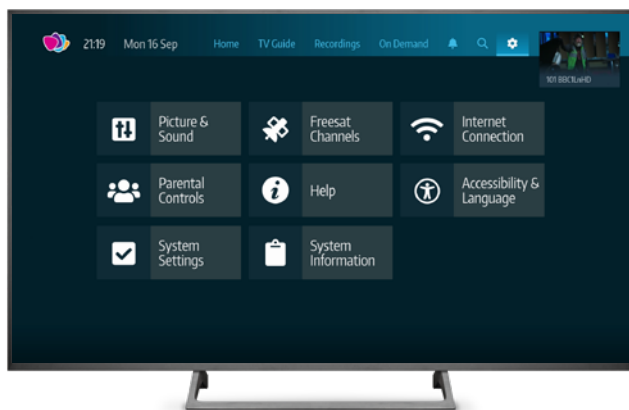 21:19 Mon 16 Sep Home TV Guide Recordings On Demand
101 BBC1LnHD
Picture &
Sound
Freesat
Channels
Internet
Connection
Parental
Controls
Help
Accessibility &
Language
System
Settings
System
Information